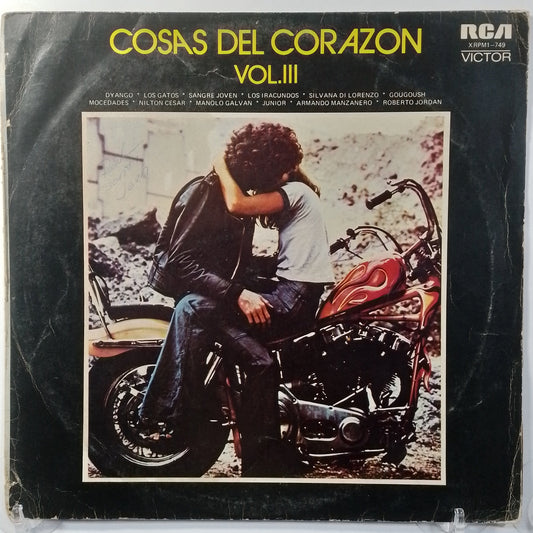 COSAS DEL CORAZON
VOL.III
RCA
XRPM1-749
VICTOR
DYANGO * LOS GATOS * SANGRE JOVEN * LOS IRACUNDOS * SILVANA DI LORENZO * GOUGOUSH
MOCEDADES * NILTON CESAR * MANOLO GALVAN * JUNIOR * ARMANDO MANZANERO * ROBERTO JORDAN